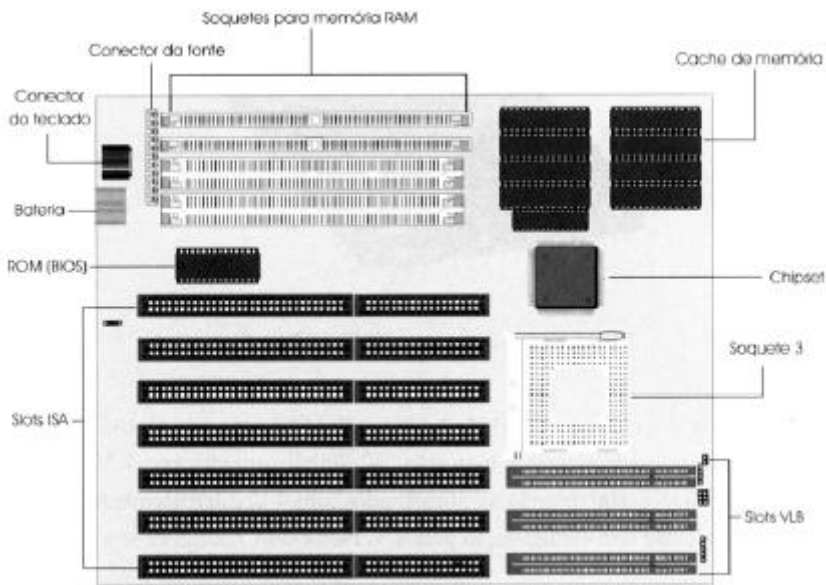 Soquetes para memória RAM
Conector da fonte
Cache de memória
Conector
do teclado
Bateria
ROM (BIOS)
Chipset
Soquete 3
Slots ISA
Slots VLB